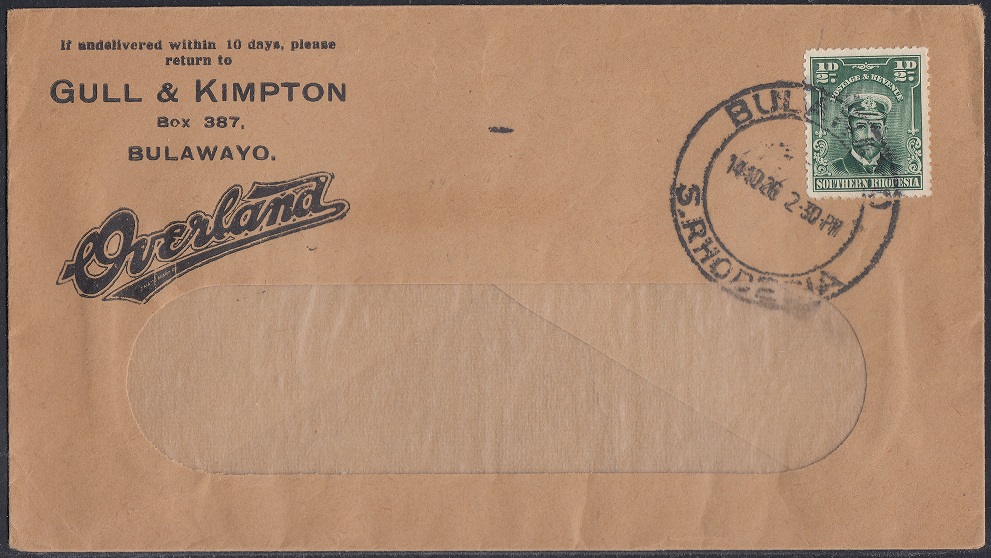 If undelivered within 10 days, please
return to
GULL & KIMPTON
Box 387,
BULAWAYO.
Overland
½D ½D
POSTAGE & REVENUE
SOUTHERN RHODESIA
BULAWAYO
14 10 26 2-30-PM
S. RHODESIA